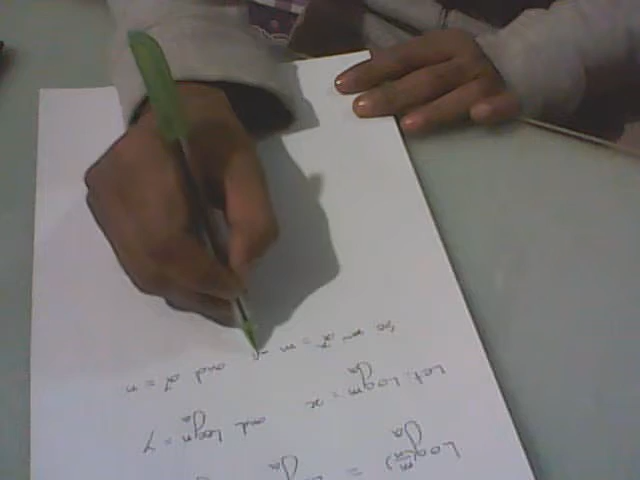 Logₐ(m/n) =
Let: Logₐm = x and Logₐn = y
So aˣ = m and aʸ = n